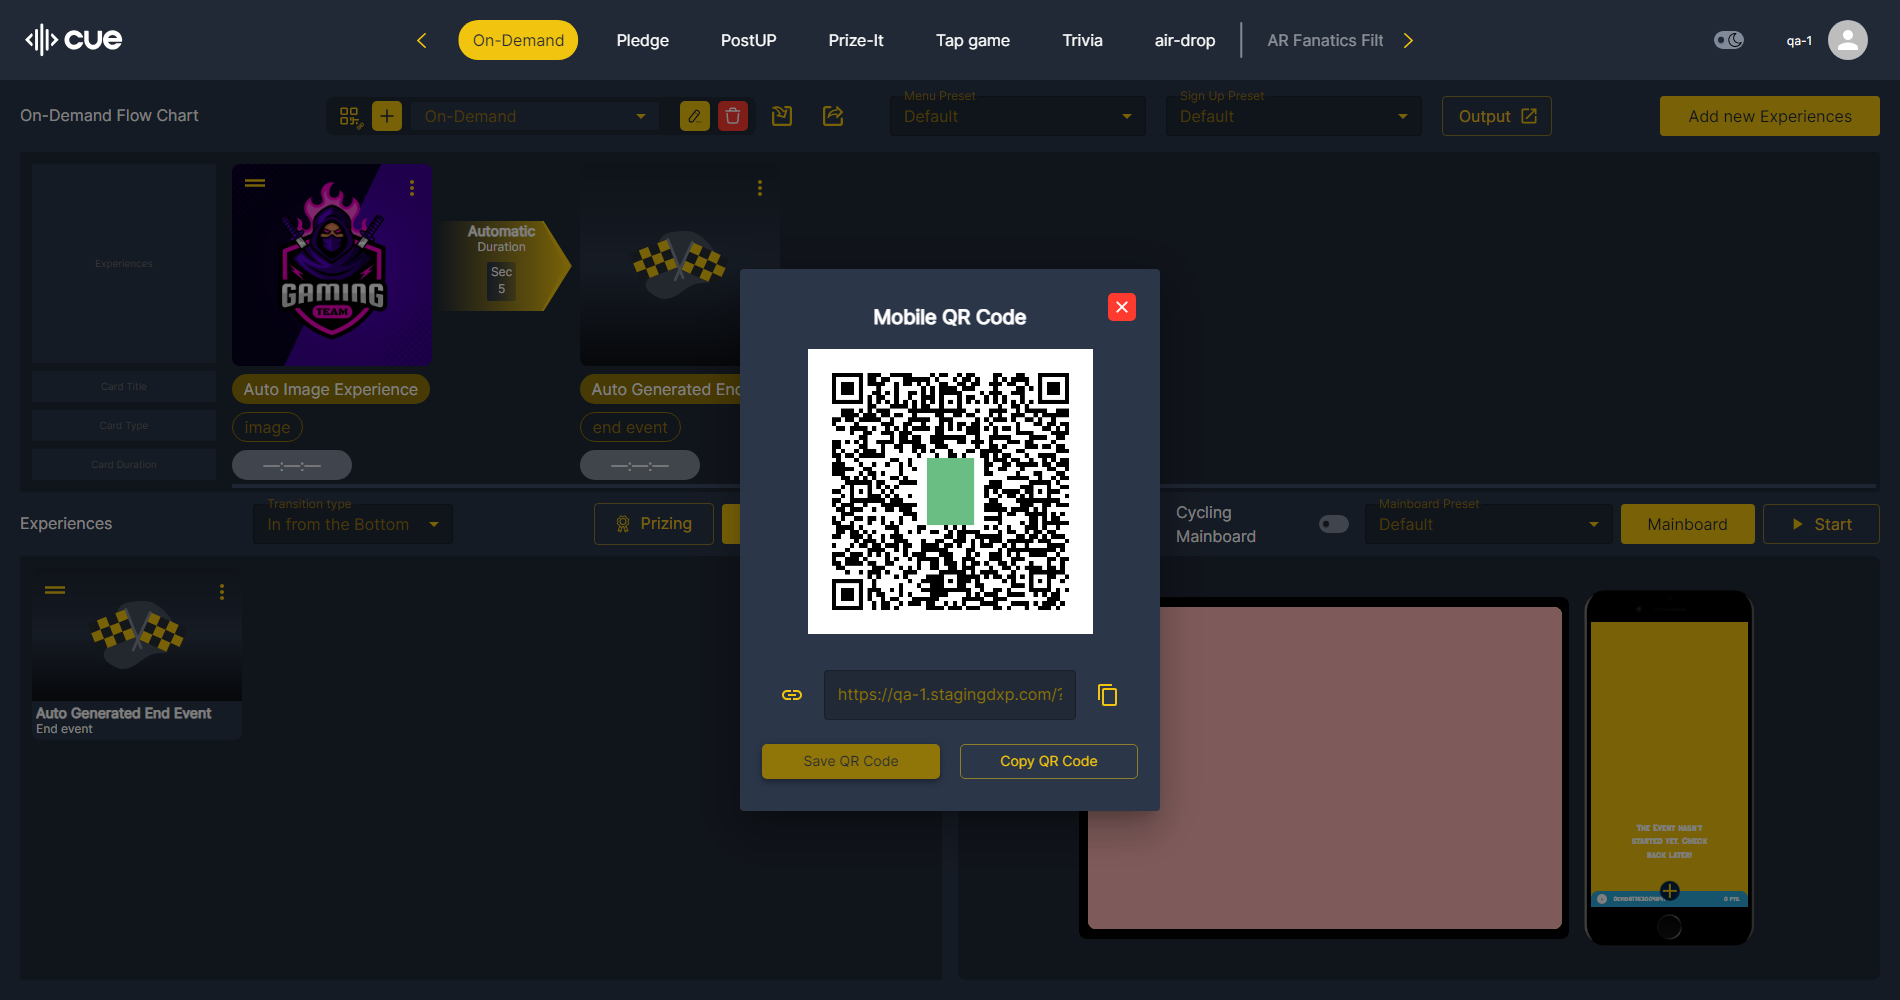 cue
On-Demand
Pledge
PostUP
Prize-It
Tap game
Trivia
air-drop
AR Fanatics Filt
qa-1
On-Demand Flow Chart
On-Demand
Menu Preset
Default
Sign Up Preset
Default
Output
Add new Experiences
Experiences
GAMING
TEAM
Automatic
Duration
Sec
5
Card Title
Auto Image Experience
Auto Generated End
Card Type
image
end event
Card Duration
—:—:—
—:—:—
Mobile QR Code
https://qa-1.stagingdxp.com/?
Save QR Code
Copy QR Code
Experiences
Transition type
In from the Bottom
Prizing
Cycling
Mainboard
Mainboard Preset
Default
Mainboard
Start
Auto Generated End Event
End event
The Event hasn't
started yet. Check
back later!
0 pts